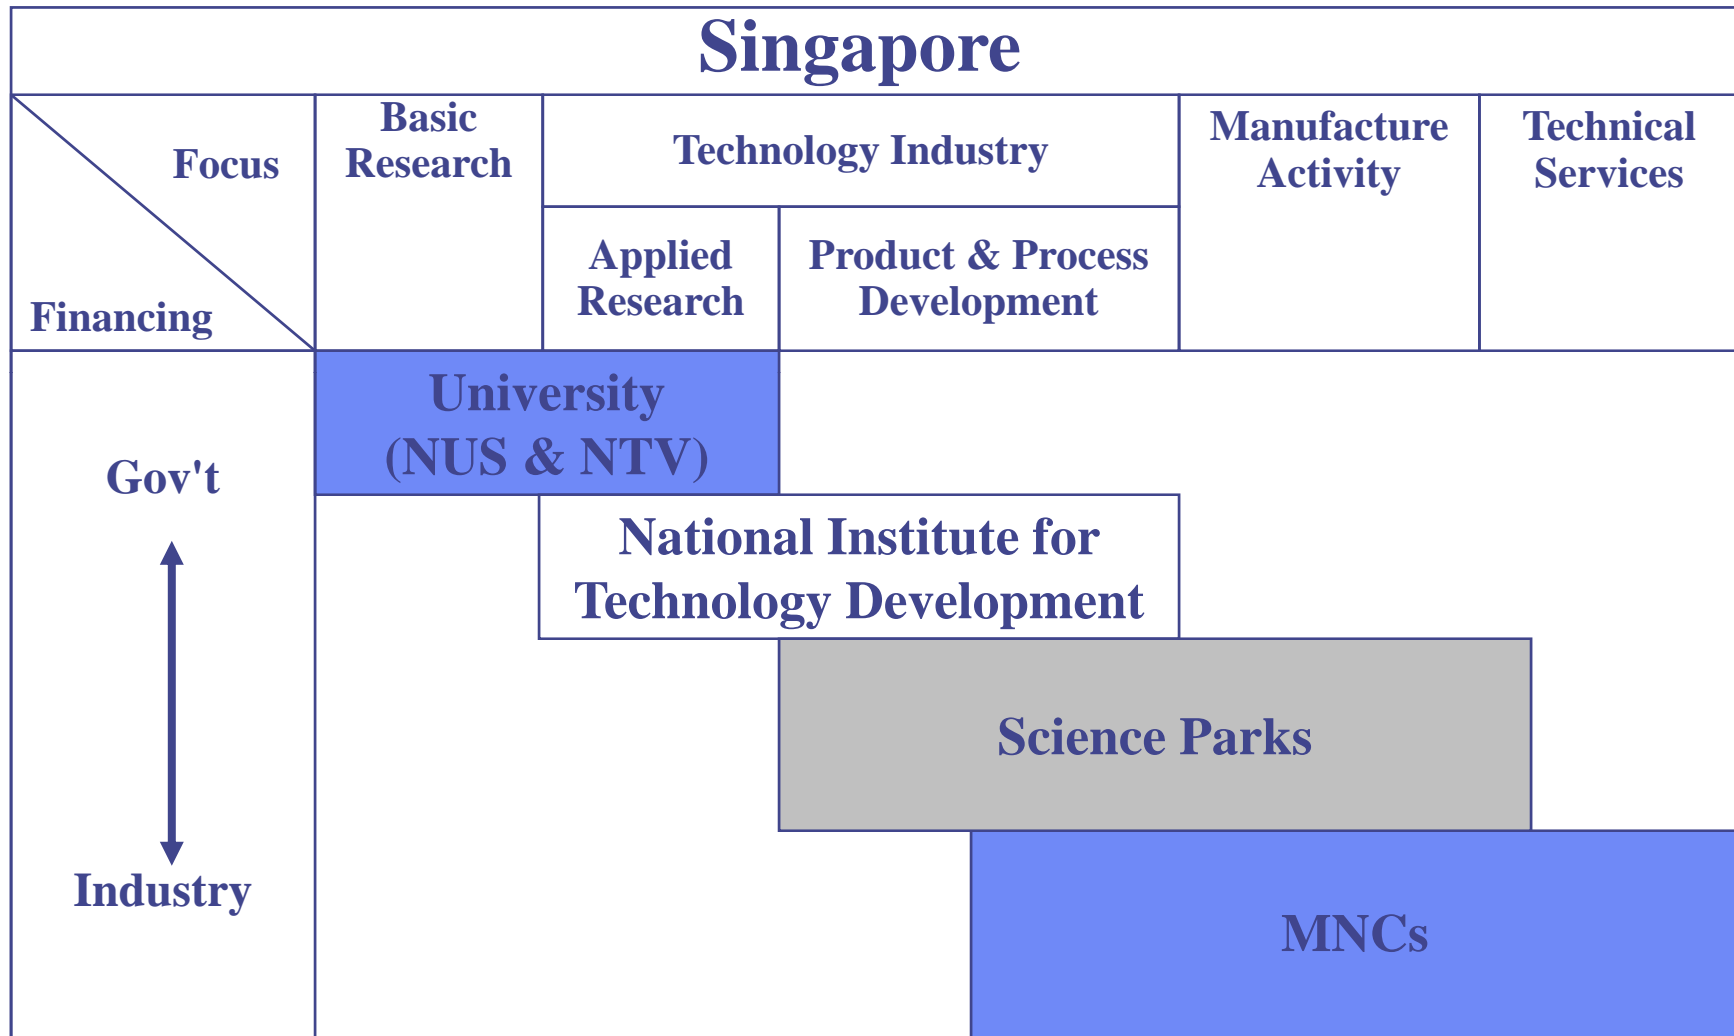 Singapore
Focus
Financing
Basic
Research
Technology Industry
Applied
Research
Product & Process
Development
Manufacture
Activity
Technical
Services
Gov't
Industry
University
(NUS & NTV)
National Institute for
Technology Development
Science Parks
MNCs